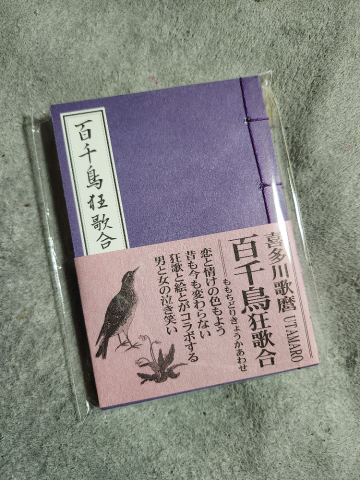 百千鳥狂歌合
喜多川歌麿 UTAMARO
百千鳥狂歌合
ももちどりきょうかあわせ
恋と情けの色もよう
昔も今も変わらない
狂歌と絵とがコラボする
男と女の泣き笑い